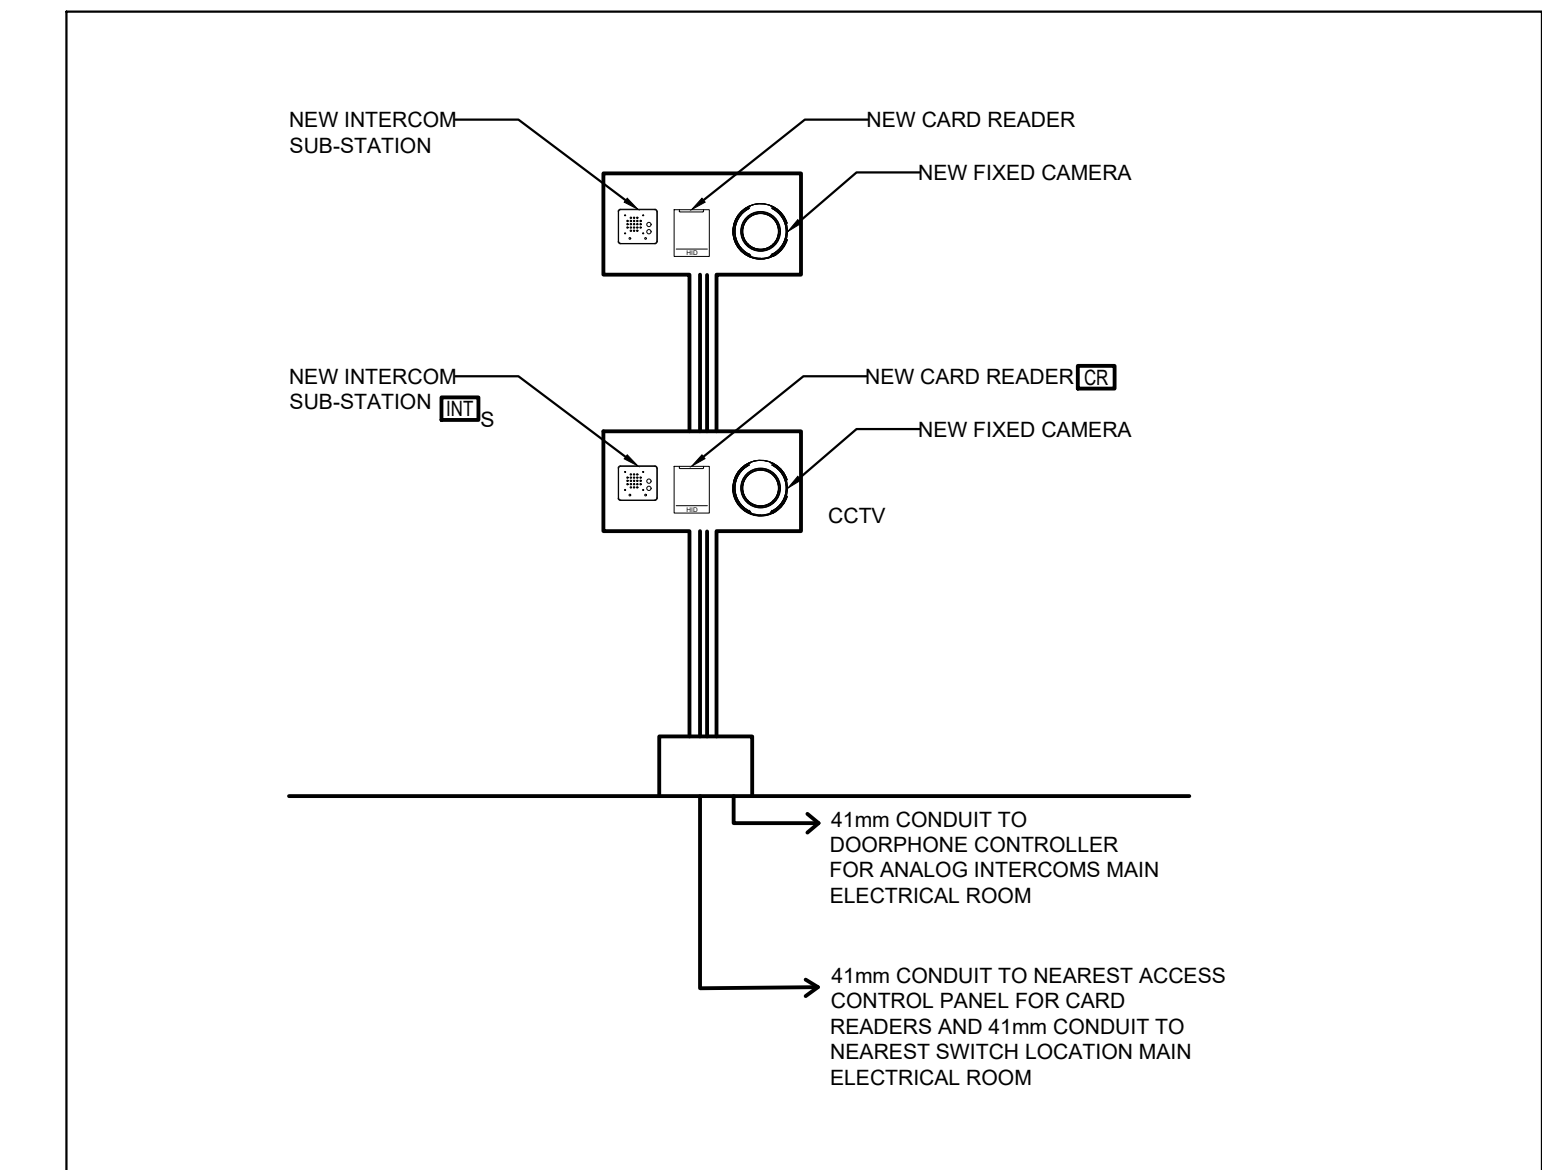 NEW INTERCOM
SUB-STATION
NEW CARD READER
NEW FIXED CAMERA
HID
NEW INTERCOM
SUB-STATION INT S
NEW CARD READER CR
NEW FIXED CAMERA
HID
CCTV
41mm CONDUIT TO
DOORPHONE CONTROLLER
FOR ANALOG INTERCOMS MAIN
ELECTRICAL ROOM
41mm CONDUIT TO NEAREST ACCESS
CONTROL PANEL FOR CARD
READERS AND 41mm CONDUIT TO
NEAREST SWITCH LOCATION MAIN
ELECTRICAL ROOM